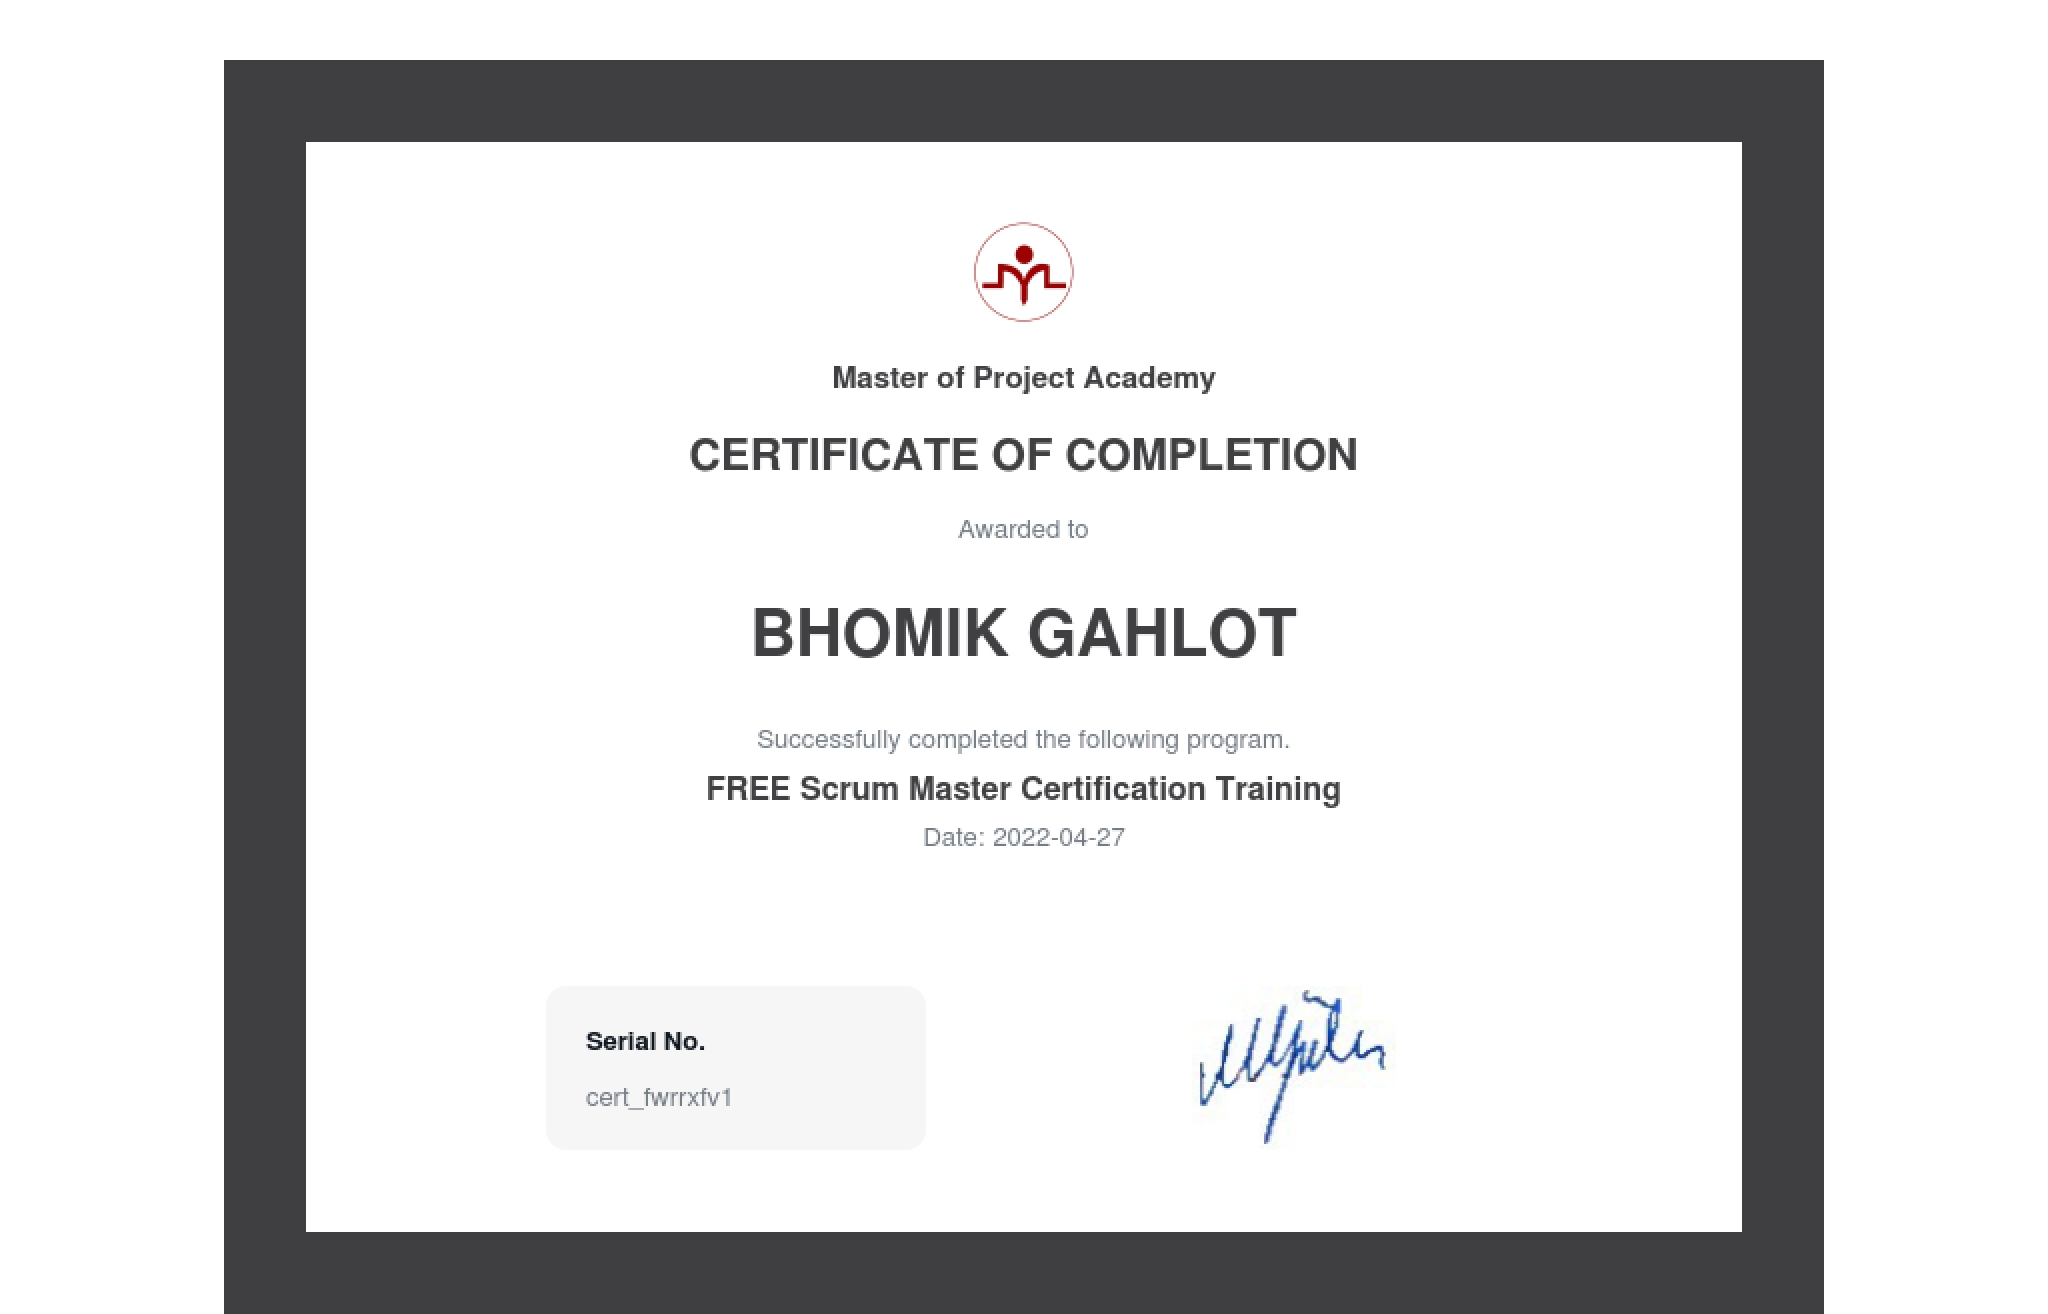 Master of Project Academy
CERTIFICATE OF COMPLETION
Awarded to
BHOMIK GAHLOT
Successfully completed the following program.
FREE Scrum Master Certification Training
Date: 2022-04-27
Serial No.
cert_fwrrxfv1